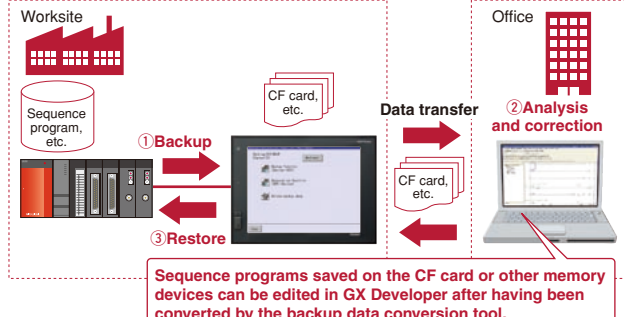 Worksite
Office
Sequence
program,
etc.
CF card,
etc.
①Backup
③Restore
Data transfer
CF card,
etc.
②Analysis
and correction
Sequence programs saved on the CF card or other memory
devices can be edited in GX Developer after having been
converted by the backup data conversion tool.